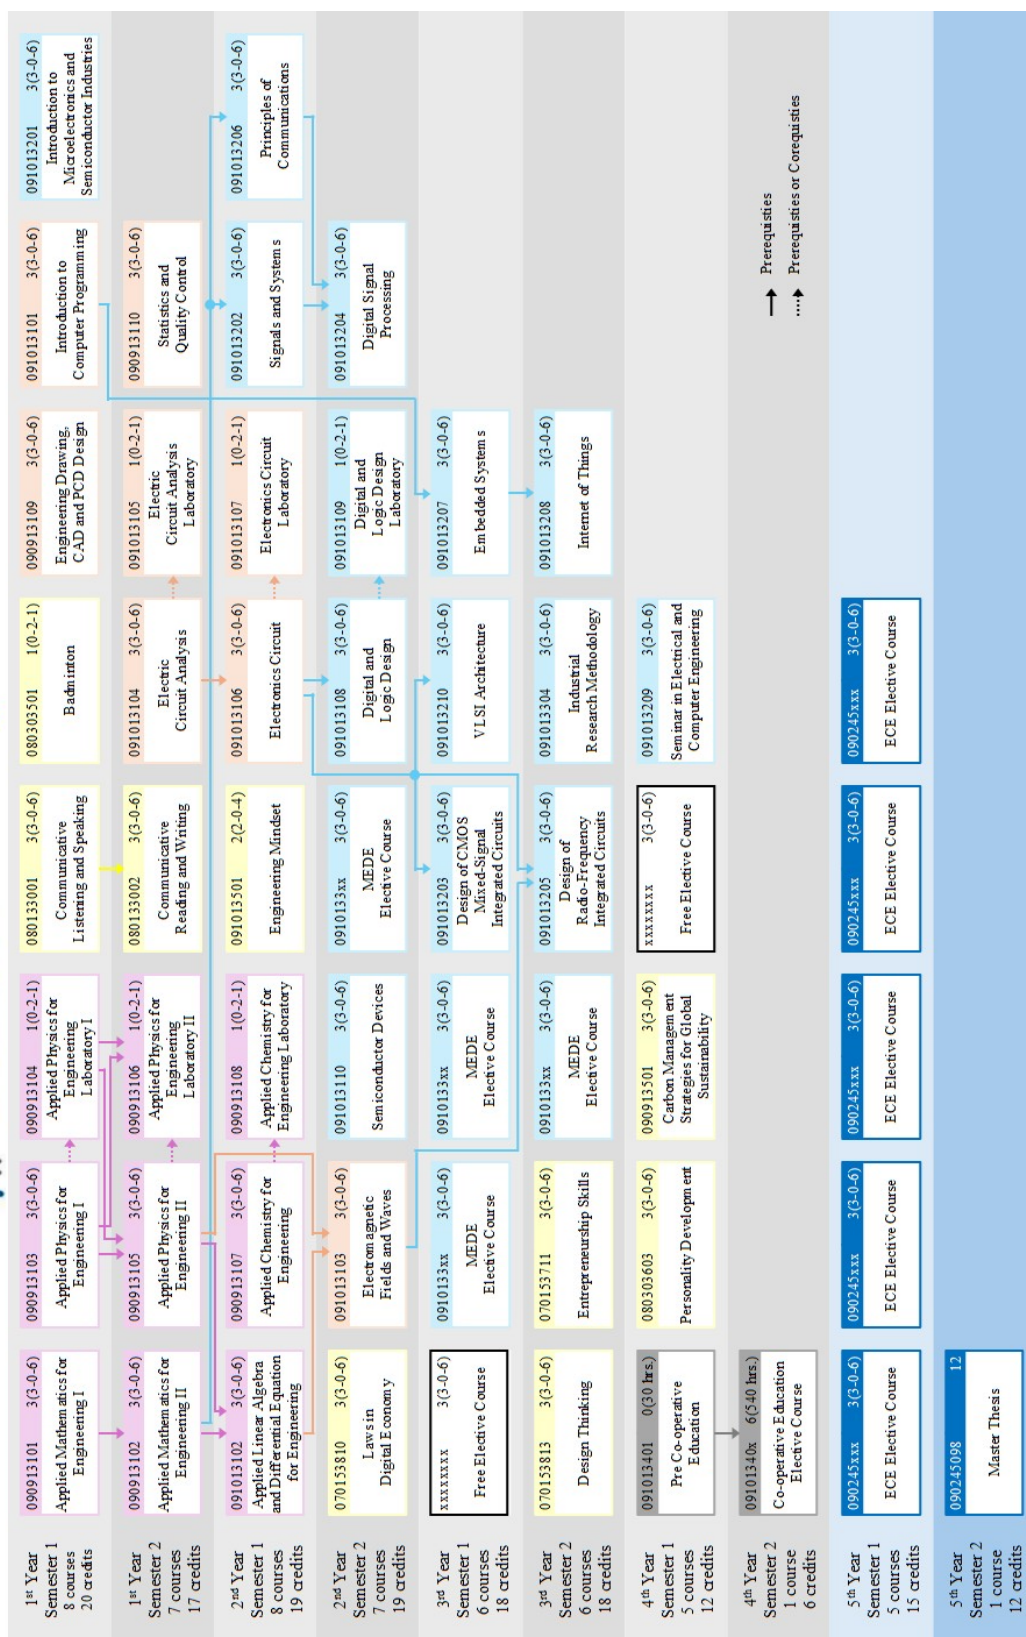 1st Year
Semester 1
8 courses
20 credits
090913101 3(3-0-6)
Applied Mathematics for
Engineering I
090913103 3(3-0-6)
Applied Physics for
Engineering I
090913104 1(0-2-1)
Applied Physics for
Engineering
Laboratory I
080133001 3(3-0-6)
Communicative
Listening and Speaking
080303501 1(0-2-1)
Badminton
090913109 3(3-0-6)
Engineering Drawing,
CAD and PCD Design
091013101 3(3-0-6)
Introduction to
Computer Programming
091013201 3(3-0-6)
Introduction to
Microelectronics and
Semiconductor Industries
1st Year
Semester 2
7 courses
17 credits
090913102 3(3-0-6)
Applied Mathematics for
Engineering II
090913105 3(3-0-6)
Applied Physics for
Engineering II
090913106 1(0-2-1)
Applied Physics for
Engineering
Laboratory II
080133002 3(3-0-6)
Communicative
Reading and Writing
091013104 3(3-0-6)
Electric
Circuit Analysis
091013105 1(0-2-1)
Electric
Circuit Analysis
Laboratory
090913110 3(3-0-6)
Statistics and
Quality Control
2nd Year
Semester 1
8 courses
19 credits
091013102 3(3-0-6)
Applied Linear Algebra
and Differential Equation
for Engineering
090913107 3(3-0-6)
Applied Chemistry for
Engineering
090913108 1(0-2-1)
Applied Chemistry for
Engineering Laboratory
091013501 2(2-0-4)
Engineering Mindset
091013106 3(3-0-6)
Electronics Circuit
091013107 1(0-2-1)
Electronics Circuit
Laboratory
091013202 3(3-0-6)
Signals and Systems
091013206 3(3-0-6)
Principles of
Communications
2nd Year
Semester 2
7 courses
19 credits
070153810 3(3-0-6)
Laws in
Digital Economy
091013103 3(3-0-6)
Electromagnetic
Fields and Waves
091013110 3(3-0-6)
Semiconductor Devices
0910133xx 3(3-0-6)
MEDE
Elective Course
091013108 3(3-0-6)
Digital and
Logic Design
091013109 1(0-2-1)
Digital and
Logic Design
Laboratory
091013204 3(3-0-6)
Digital Signal
Processing
3rd Year
Semester 1
6 courses
18 credits
xxxxxxxxx 3(3-0-6)
Free Elective Course
0910133xx 3(3-0-6)
MEDE
Elective Course
0910133xx 3(3-0-6)
MEDE
Elective Course
091013203 3(3-0-6)
Design of CMOS
Mixed-Signal
Integrated Circuits
091013210 3(3-0-6)
VLSI Architecture
091013207 3(3-0-6)
Embedded Systems
3rd Year
Semester 2
6 courses
18 credits
070153813 3(3-0-6)
Design Thinking
070153711 3(3-0-6)
Entrepreneurship Skills
0910133xx 3(3-0-6)
MEDE
Elective Course
091013205 3(3-0-6)
Design of
Radio-Frequency
Integrated Circuits
091013304 3(3-0-6)
Industrial
Research Methodology
091013208 3(3-0-6)
Internet of Things
4th Year
Semester 1
5 courses
12 credits
091013401 0(30 hrs.)
Pre Co-operative
Education
080303603 3(3-0-6)
Personality Development
090913501 3(3-0-6)
Carbon Management
Strategies for Global
Sustainability
xxxxxxxxx 3(3-0-6)
Free Elective Course
091013209 3(3-0-6)
Seminar in Electrical and
Computer Engineering
Prerequisties
Prerequisties or Corequisties
4th Year
Semester 2
1 course
6 credits
09101340x 6(540 hrs.)
Co-operative Education
Elective Course
5th Year
Semester 1
5 courses
15 credits
090245xxx 3(3-0-6)
ECE Elective Course
090245xxx 3(3-0-6)
ECE Elective Course
090245xxx 3(3-0-6)
ECE Elective Course
090245xxx 3(3-0-6)
ECE Elective Course
090245xxx 3(3-0-6)
ECE Elective Course
5th Year
Semester 2
1 course
12 credits
090245098 12
Master Thesis